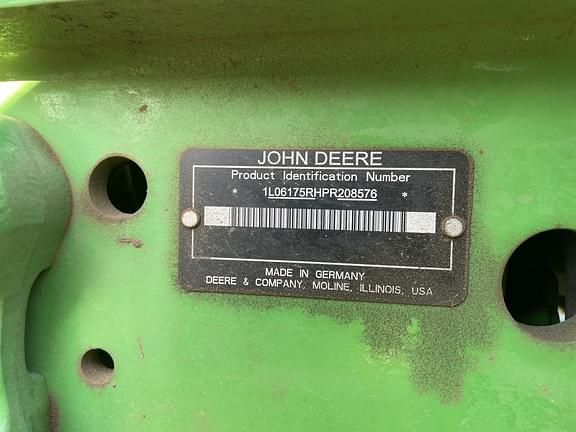 JOHN DEERE
Product Identification Number
* 1L06175RHPR208576 *
MADE IN GERMANY
DEERE & COMPANY, MOLINE, ILLINOIS, USA